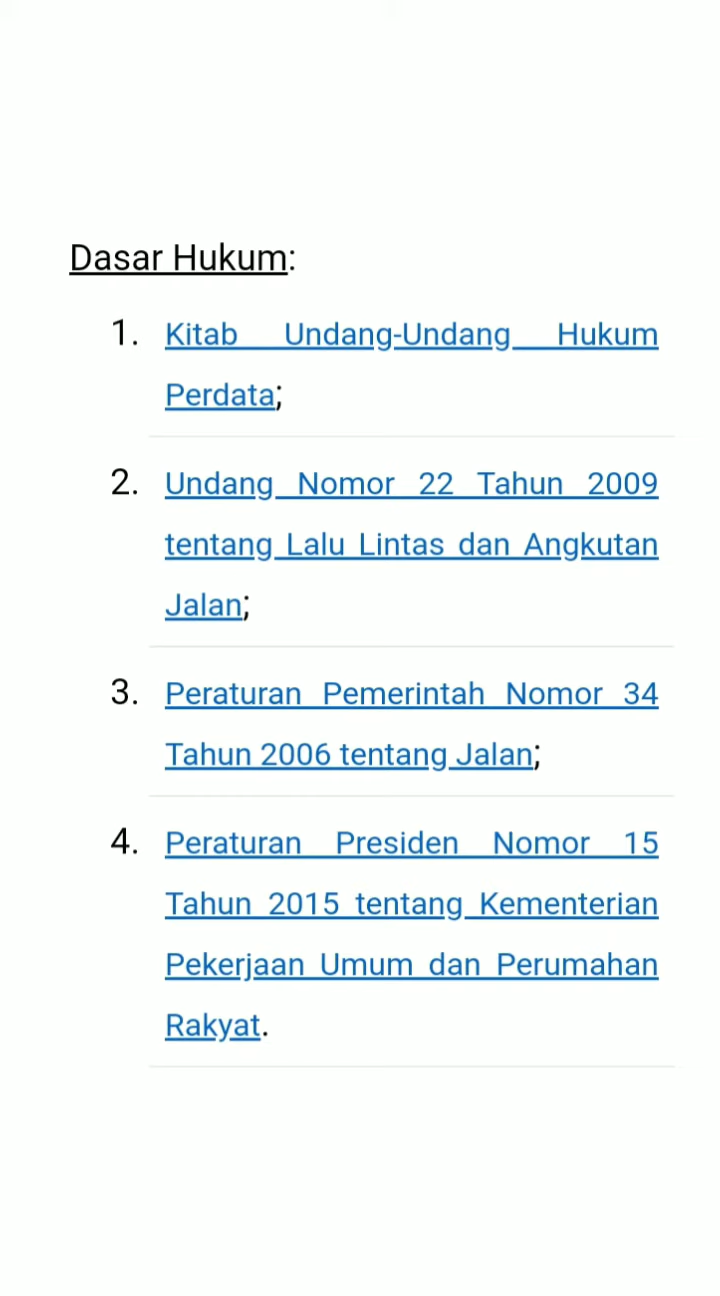 Dasar Hukum:
1. Kitab Undang-Undang Hukum
Perdata;
2. Undang Nomor 22 Tahun 2009
tentang Lalu Lintas dan Angkutan
Jalan;
3. Peraturan Pemerintah Nomor 34
Tahun 2006 tentang Jalan;
4. Peraturan Presiden Nomor 15
Tahun 2015 tentang Kementerian
Pekerjaan Umum dan Perumahan
Rakyat.